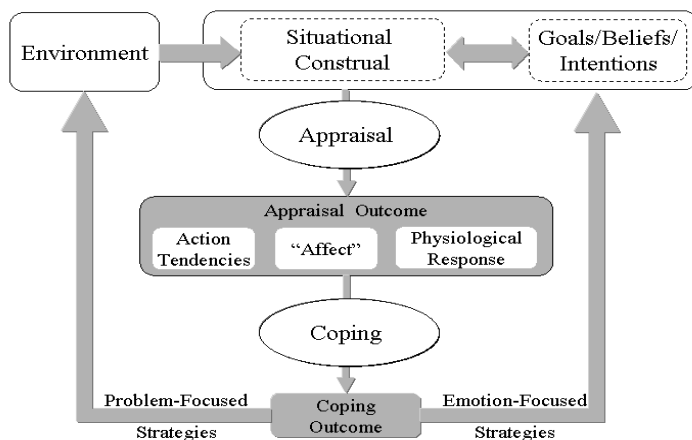 Environment
Situational
Construal
Goals/Beliefs/
Intentions
Appraisal
Appraisal Outcome
Action
Tendencies
“Affect”
Physiological
Response
Coping
Problem-Focused
Strategies
Coping
Outcome
Emotion-Focused
Strategies